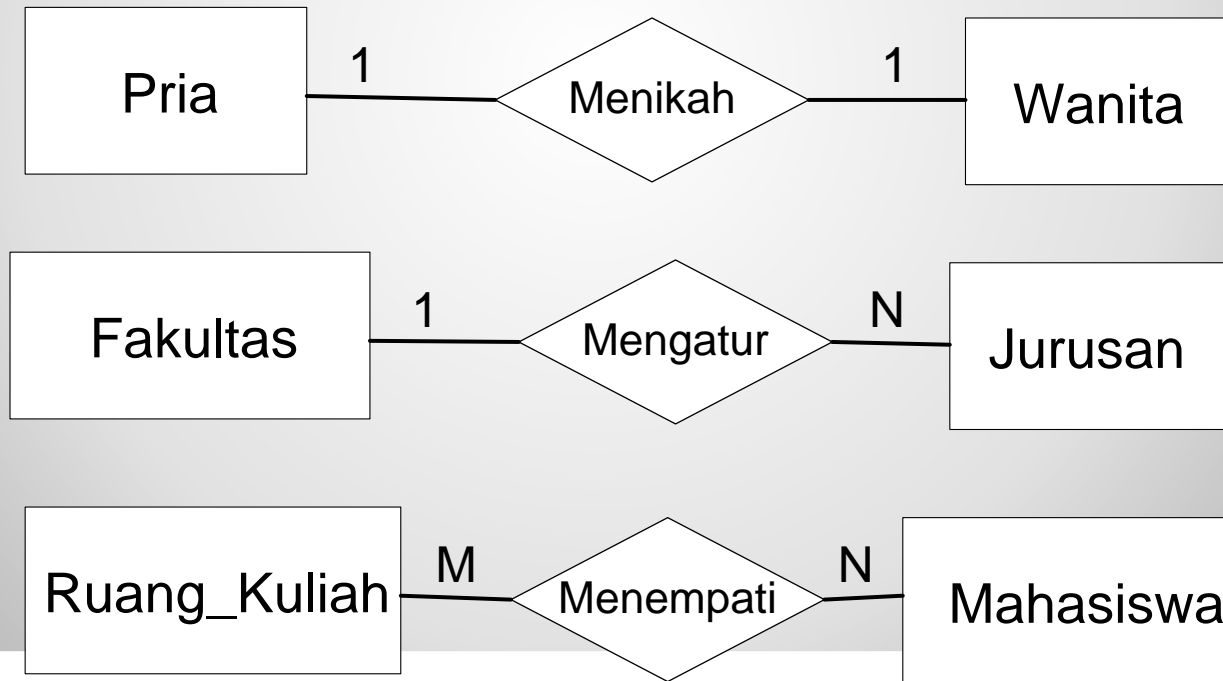 Pria 1 Menikah 1 Wanita
Fakultas 1 Mengatur N Jurusan
Ruang_Kuliah M Menempati N Mahasiswa